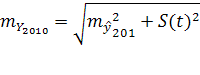 m_{Y_{2010}} = \sqrt{m_{\hat{y}_{201}}^{2} + S(t)^{2}}